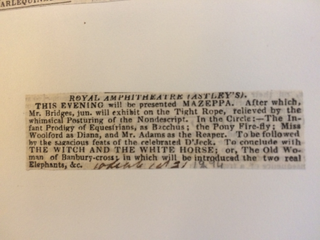 ARLEQUIN
ROYAL AMPHITHEATRE (ASTLEY'S).
THIS EVENING will be presented MAZEPPA. After which,
Mr. Bridges, jun. will exhibit on the Tight Rope, relieved by the
whimsical Posturing of the Nondescript. In the Circle:—The In-
fant Prodigy of Equestrians, as Bacchus; the Pony Fire-fly; Miss
Woolford as Diana, and Mr. Adams as the Reaper. To be followed
by the sagacious feats of the celebrated D'Jeck. To conclude with
THE WITCH AND THE WHITE HORSE; or, The Old Wo-
man of Banbury-cross, in which will be introduced the two real
Elephants, &c.